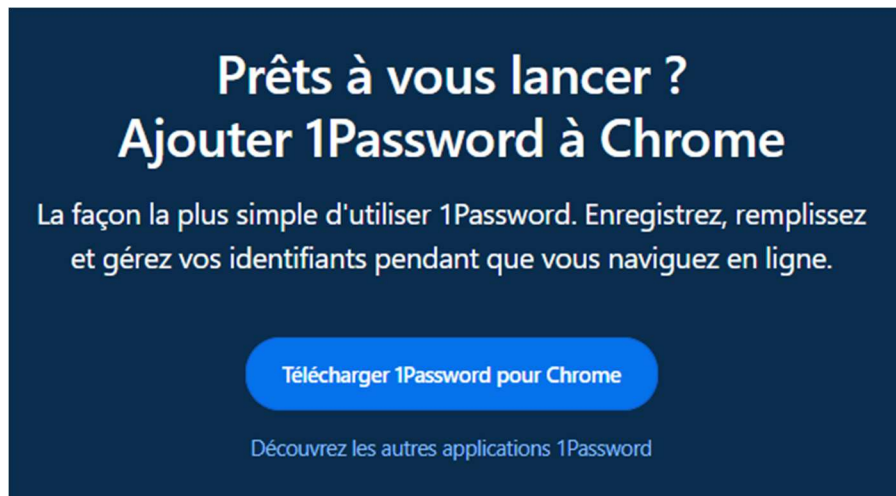 Prêts à vous lancer ?
Ajouter 1Password à Chrome
La façon la plus simple d'utiliser 1Password. Enregistrez, remplissez
et gérez vos identifiants pendant que vous naviguez en ligne.
Télécharger 1Password pour Chrome
Découvrez les autres applications 1Password